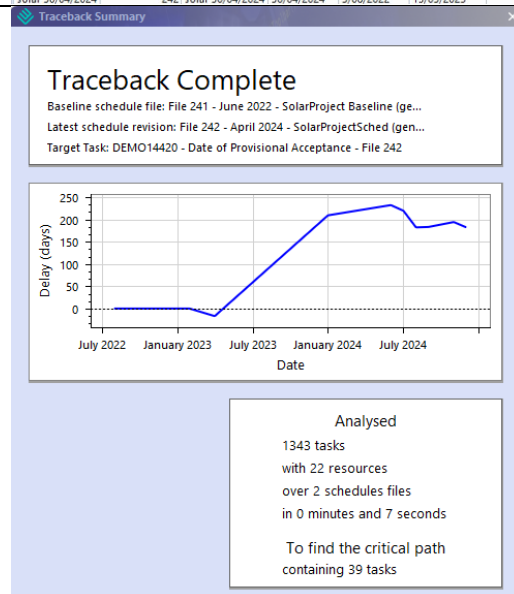 Traceback Summary
Traceback Complete
Baseline schedule file: File 241 - June 2022 - SolarProject Baseline (ge...
Latest schedule revision: File 242 - April 2024 - SolarProjectSched (gen...
Target Task: DEMO14420 - Date of Provisional Acceptance - File 242
250
200
150
100
50
0
Delay (days)
July 2022 January 2023 July 2023 January 2024 July 2024
Date
Analysed
1343 tasks
with 22 resources
over 2 schedules files
in 0 minutes and 7 seconds
To find the critical path
containing 39 tasks